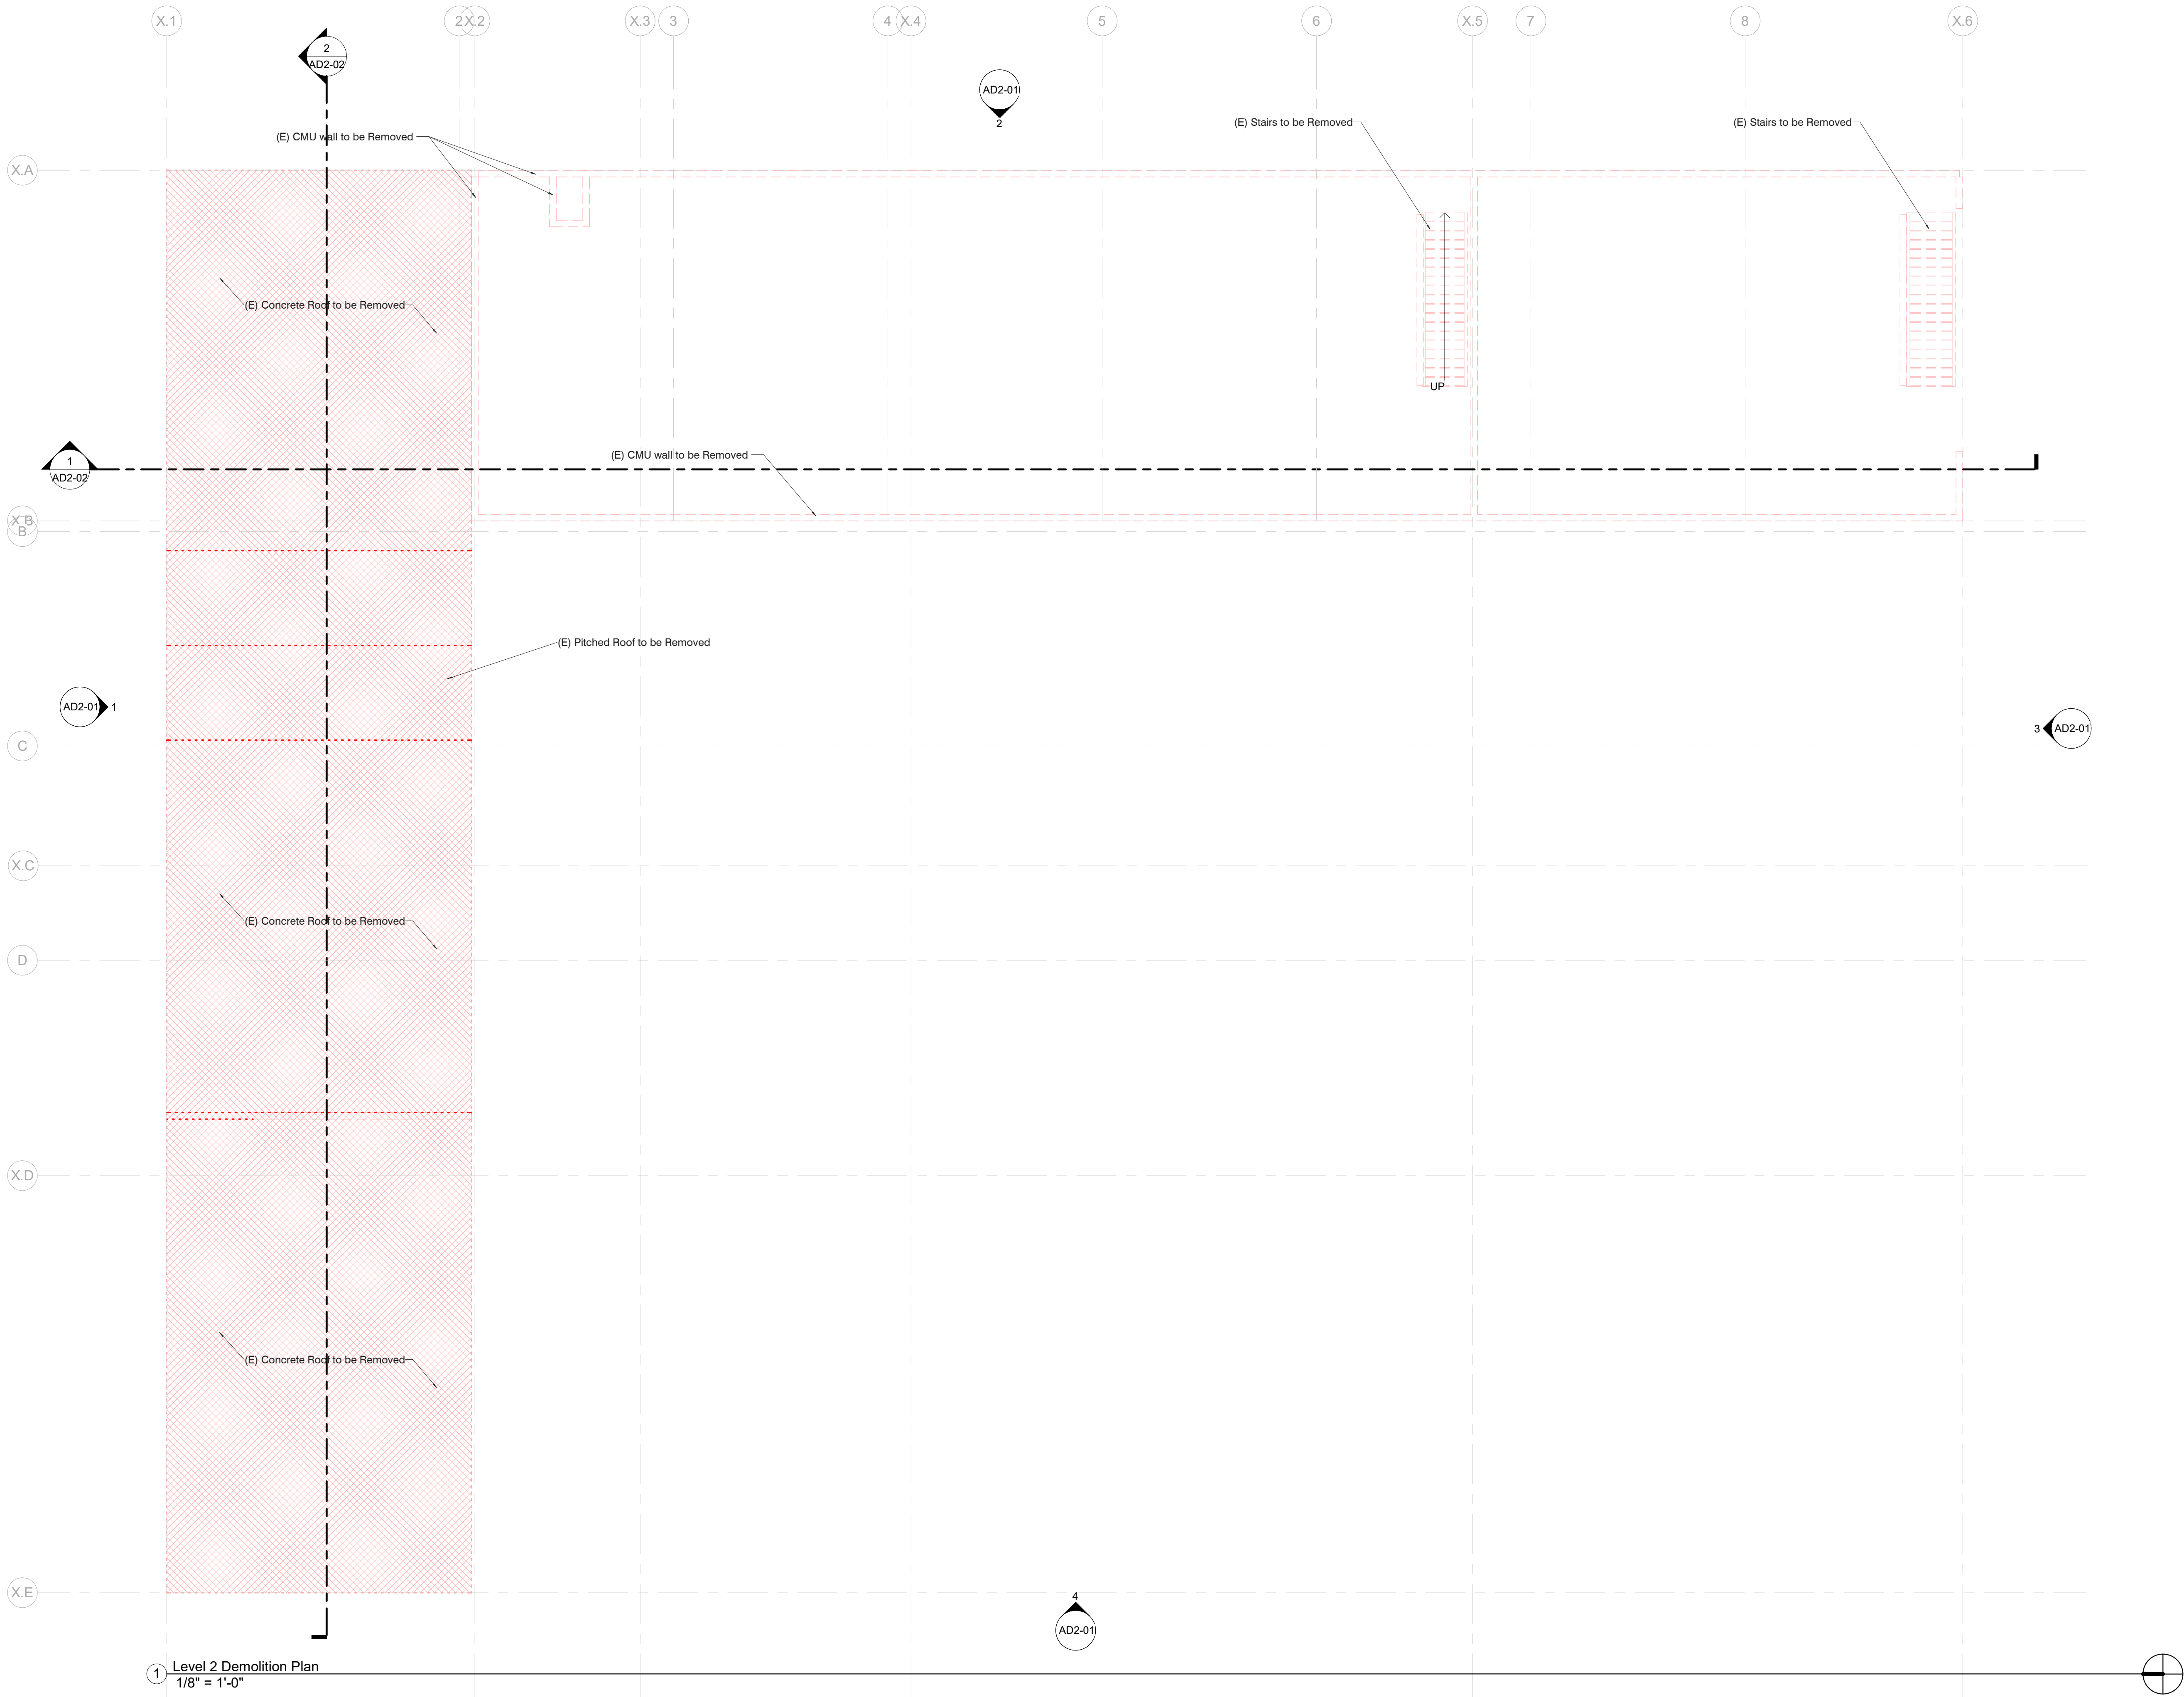 X.1
2
X.2
X.3
3
4
X.4
5
6
X.5
7
8
X.6
2
AD2-02
AD2-01
2
(E) Stairs to be Removed
(E) Stairs to be Removed
(E) CMU wall to be Removed
X.A
(E) Concrete Roof to be Removed
UP
(E) CMU wall to be Removed
1
AD2-02
X.B
B
(E) Pitched Roof to be Removed
AD2-01
1
3
AD2-01
C
X.C
(E) Concrete Roof to be Removed
D
X.D
(E) Concrete Roof to be Removed
X.E
4
AD2-01
1
Level 2 Demolition Plan
1/8" = 1'-0"